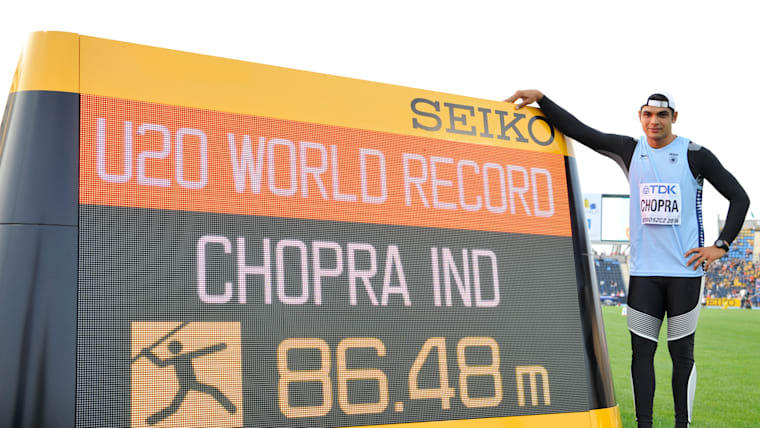 SEIKO
U20 WORLD RECORD
CHOPRA IND
86.48 m
TDK
CHOPRA